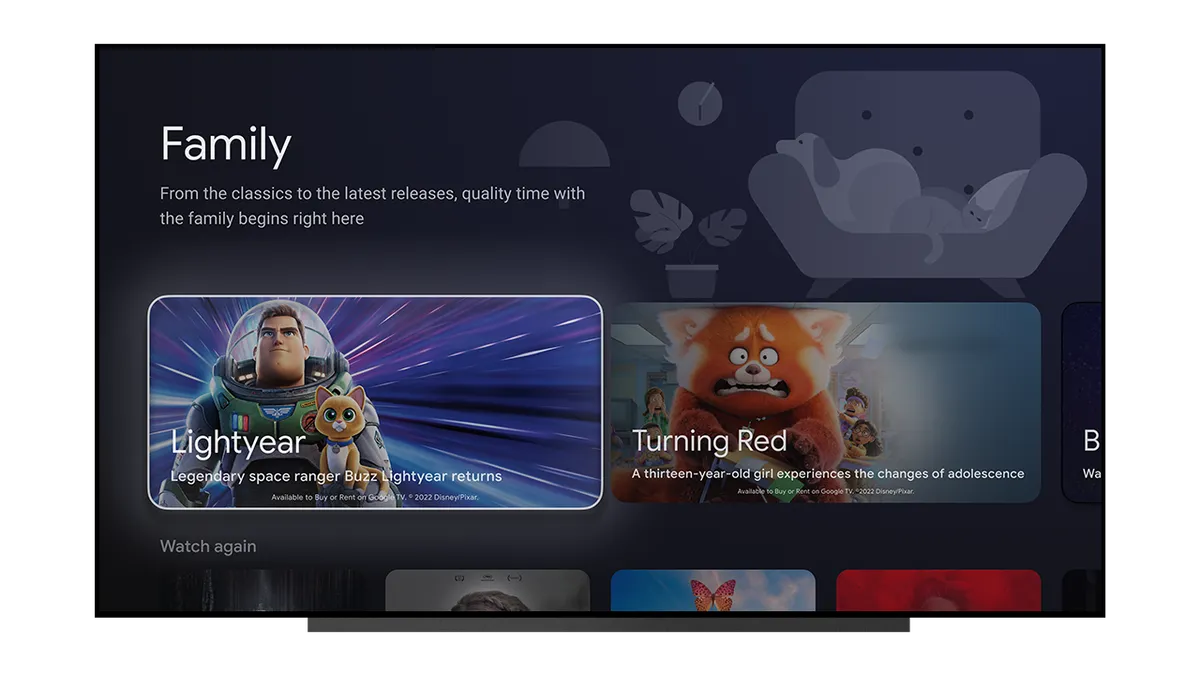 Family
From the classics to the latest releases, quality time with
the family begins right here
Lightyear
Legendary space ranger Buzz Lightyear returns
Available to Buy or Rent on Google TV. © 2022 Disney/Pixar.
Turning Red
A thirteen-year-old girl experiences the changes of adolescence
Available to Buy or Rent on Google TV. ©2022 Disney/Pixar.
B
Wa
Watch again